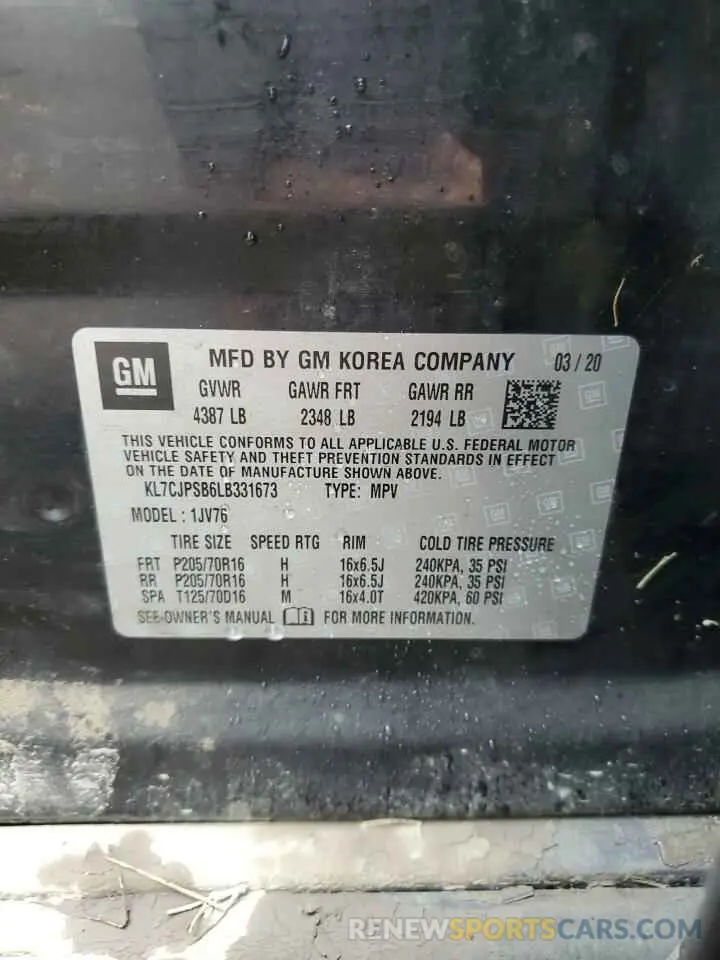 GM MFD BY GM KOREA COMPANY 03/20
GVWR GAWR FRT GAWR RR
4387 LB 2348 LB 2194 LB
THIS VEHICLE CONFORMS TO ALL APPLICABLE U.S. FEDERAL MOTOR
VEHICLE SAFETY AND THEFT PREVENTION STANDARDS IN EFFECT
ON THE DATE OF MANUFACTURE SHOWN ABOVE.
KL7CJPSB6LB331673 TYPE: MPV
MODEL : 1JV76
TIRE SIZE SPEED RTG RIM COLD TIRE PRESSURE
FRT P205/70R16 H 16x6.5J 240KPA, 35 PSI
RR P205/70R16 H 16x6.5J 240KPA, 35 PSI
SPA T125/70D16 M 16x4.0T 420KPA, 60 PSI
SEE OWNER'S MANUAL FOR MORE INFORMATION.
RENEWSPORTSCARS.COM